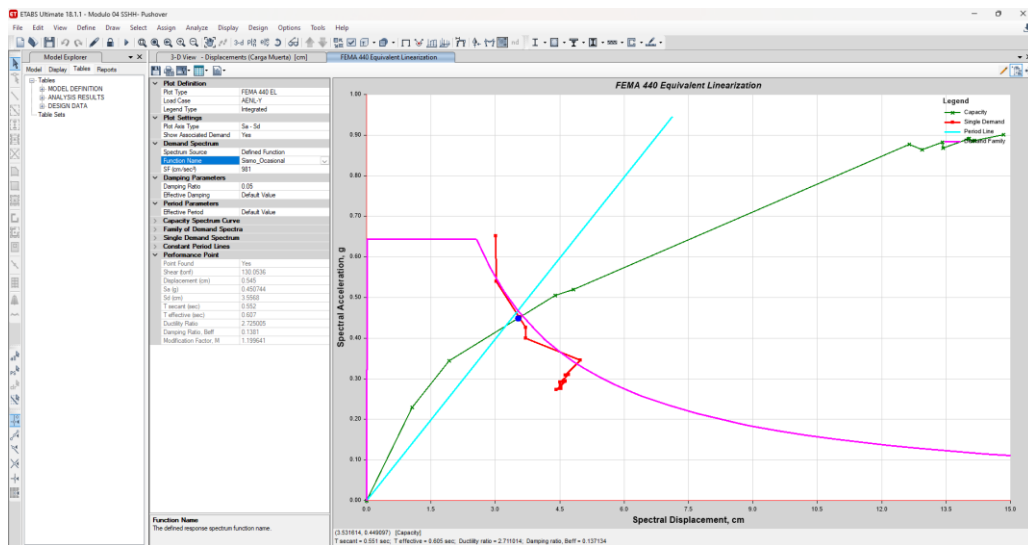 ETABS Ultimate 18.1.1 - Modulo 04 SSHH- Pushover
File Edit View Define Draw Select Assign Analyze Display Design Options Tools Help
Model Explorer
3-D View - Displacements (Carga Muerta) [cm]
FEMA 440 Equivalent Linearization
Model Display Tables Reports
Tables
MODEL DEFINITION
ANALYSIS RESULTS
DESIGN DATA
Table Sets
Plot Definition
Plot Type FEMA 440 EL
Load Case AENL-Y
Legend Type Integrated
Plot Settings
Plot Axis Type Sa - Sd
Show Associated Demand Yes
Demand Spectrum
Spectrum Source Defined Function
Function Name Sismo_Ocasional
SF (cm/sec²) 981
Damping Parameters
Damping Ratio 0.05
Effective Damping Default Value
Period Parameters
Effective Period Default Value
Capacity Spectrum Curve
Family of Demand Spectra
Single Demand Spectrum
Constant Period Lines
Performance Point
Point Found Yes
Shear (tonf) 130.0536
Displacement (cm) 0.545
Sa (g) 0.450744
Sd (cm) 3.5568
T secant (sec) 0.552
T effective (sec) 0.607
Ductility Ratio 2.725005
Damping Ratio, Beff 0.1381
Modification Factor, M 1.199641
Function Name
The defined response spectrum function name.
FEMA 440 Equivalent Linearization
Legend
Capacity
Single Demand
Period Line
Demand Family
Spectral Acceleration, g
1.00
0.90
0.80
0.70
0.60
0.50
0.40
0.30
0.20
0.10
0.00
0.0 1.5 3.0 4.5 6.0 7.5 9.0 10.5 12.0 13.5 15.0
Spectral Displacement, cm
(3.531614, 0.449097) [Capacity]
T secant = 0.551 sec; T effective = 0.605 sec; Ductility ratio = 2.711014; Damping ratio, Beff = 0.137134